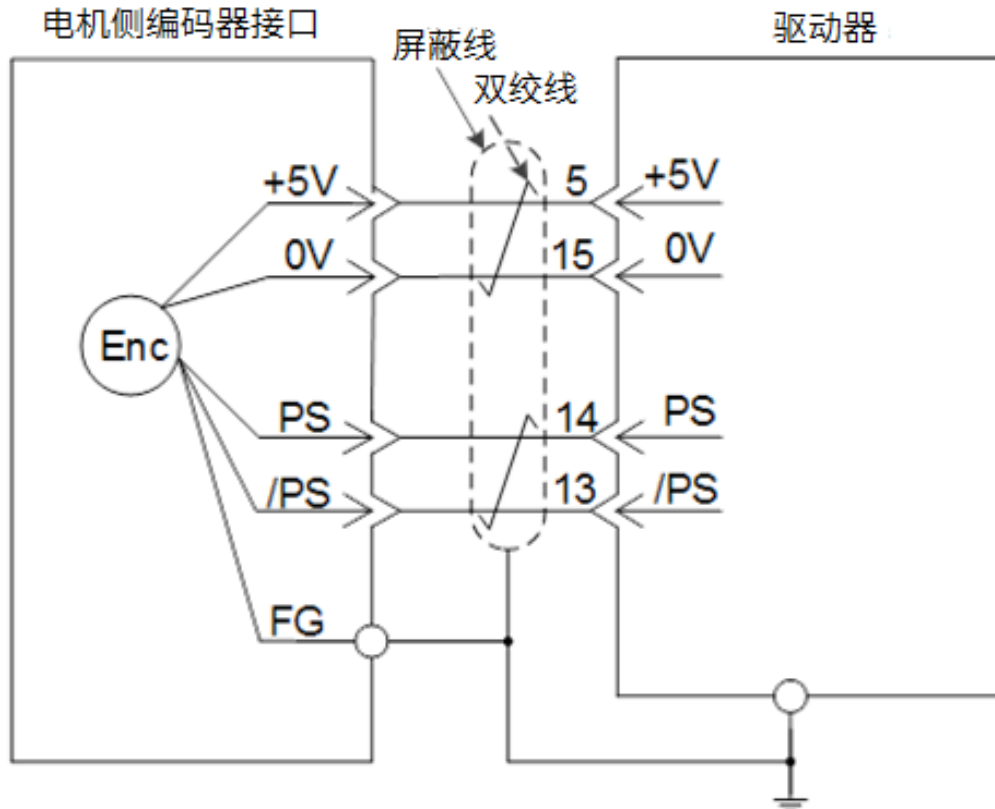 电机侧编码器接口
驱动器
屏蔽线
双绞线
+5V 5 +5V
0V 15 0V
Enc
PS 14 PS
/PS 13 /PS
FG